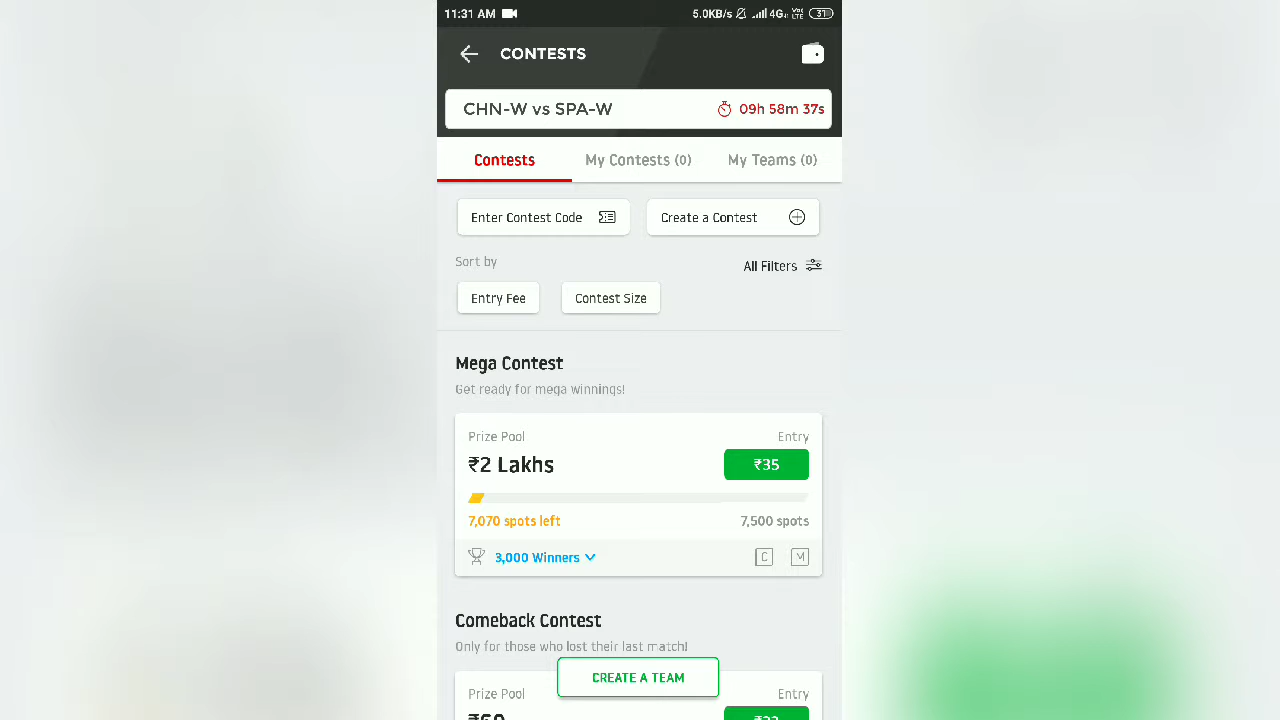 11:31 AM 5.0KB/s 4G VoLTE 31
CONTESTS
CHN-W vs SPA-W 09h 58m 37s
Contests My Contests (0) My Teams (0)
Enter Contest Code Create a Contest
Sort by All Filters
Entry Fee Contest Size
Mega Contest
Get ready for mega winnings!
Prize Pool Entry
₹2 Lakhs ₹35
7,070 spots left 7,500 spots
3,000 Winners C M
Comeback Contest
Only for those who lost their last match!
CREATE A TEAM
Prize Pool Entry